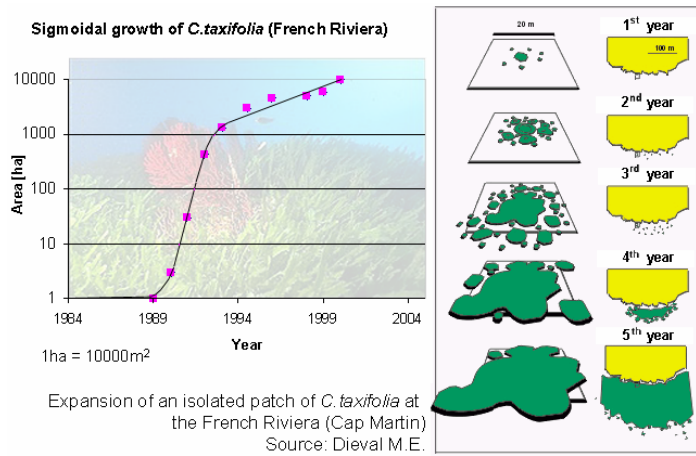 Sigmoidal growth of C.taxifolia (French Riviera)
Area [ha]
10000
1000
100
10
1
1984
1989
1994
1999
2004
Year
1ha = 10000m²
Expansion of an isolated patch of C.taxifolia at
the French Riviera (Cap Martin)
Source: Dieval M.E.
20 m
1st year
100 m
2nd year
3rd year
4th year
5th year